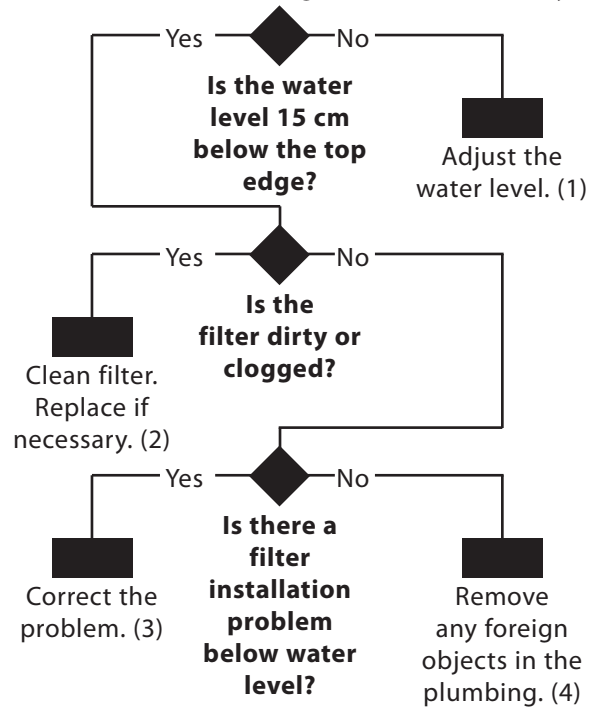 Yes
No
Is the water
level 15 cm
below the top
edge?
Adjust the
water level. (1)
Yes
No
Is the
filter dirty or
clogged?
Clean filter.
Replace if
necessary. (2)
Yes
No
Is there a
filter
installation
problem
below water
level?
Correct the
problem. (3)
Remove
any foreign
objects in the
plumbing. (4)